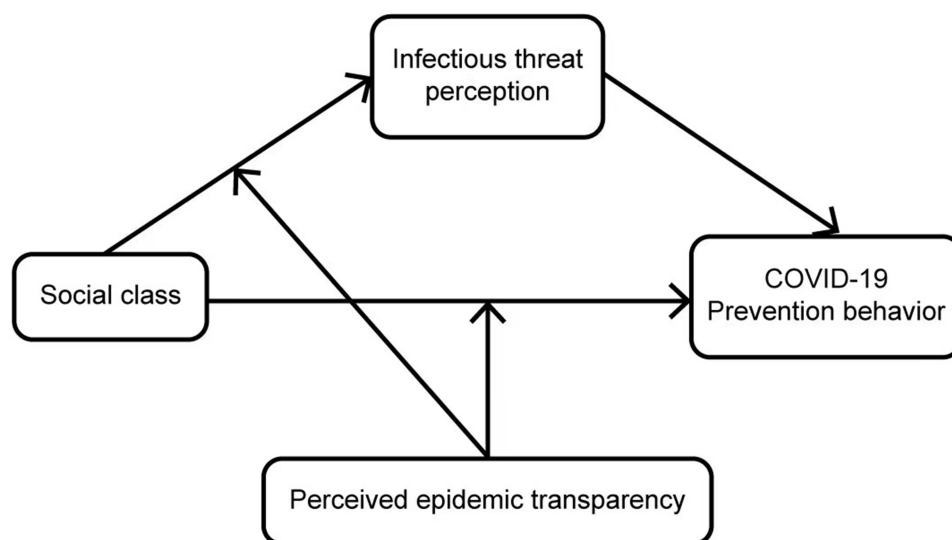 Infectious threat
perception
Social class
COVID-19
Prevention behavior
Perceived epidemic transparency